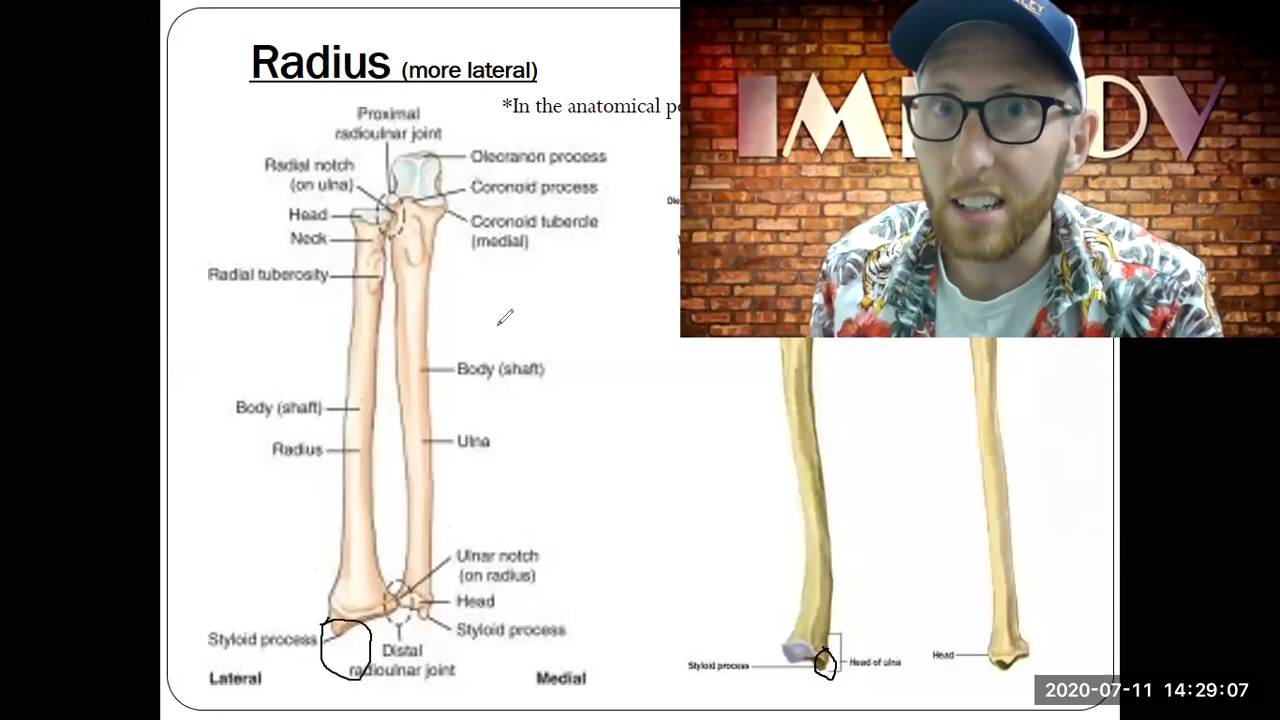 Radius (more lateral)
*In the anatomical
IM OV
Proximal
radioulnar joint
Radial notch
(on ulna)
Head
Neck
Radial tuberosity
Olecranon process
Coronoid process
Coronoid tubercle
(medial)
Body (shaft)
Body (shaft)
Radius
Ulna
Ulnar notch
(on radius)
Head
Styloid process
Styloid process
Distal
radioulnar joint
Lateral
Medial
Styloid process
Head of ulna
Head
2020-07-11 14:29:07